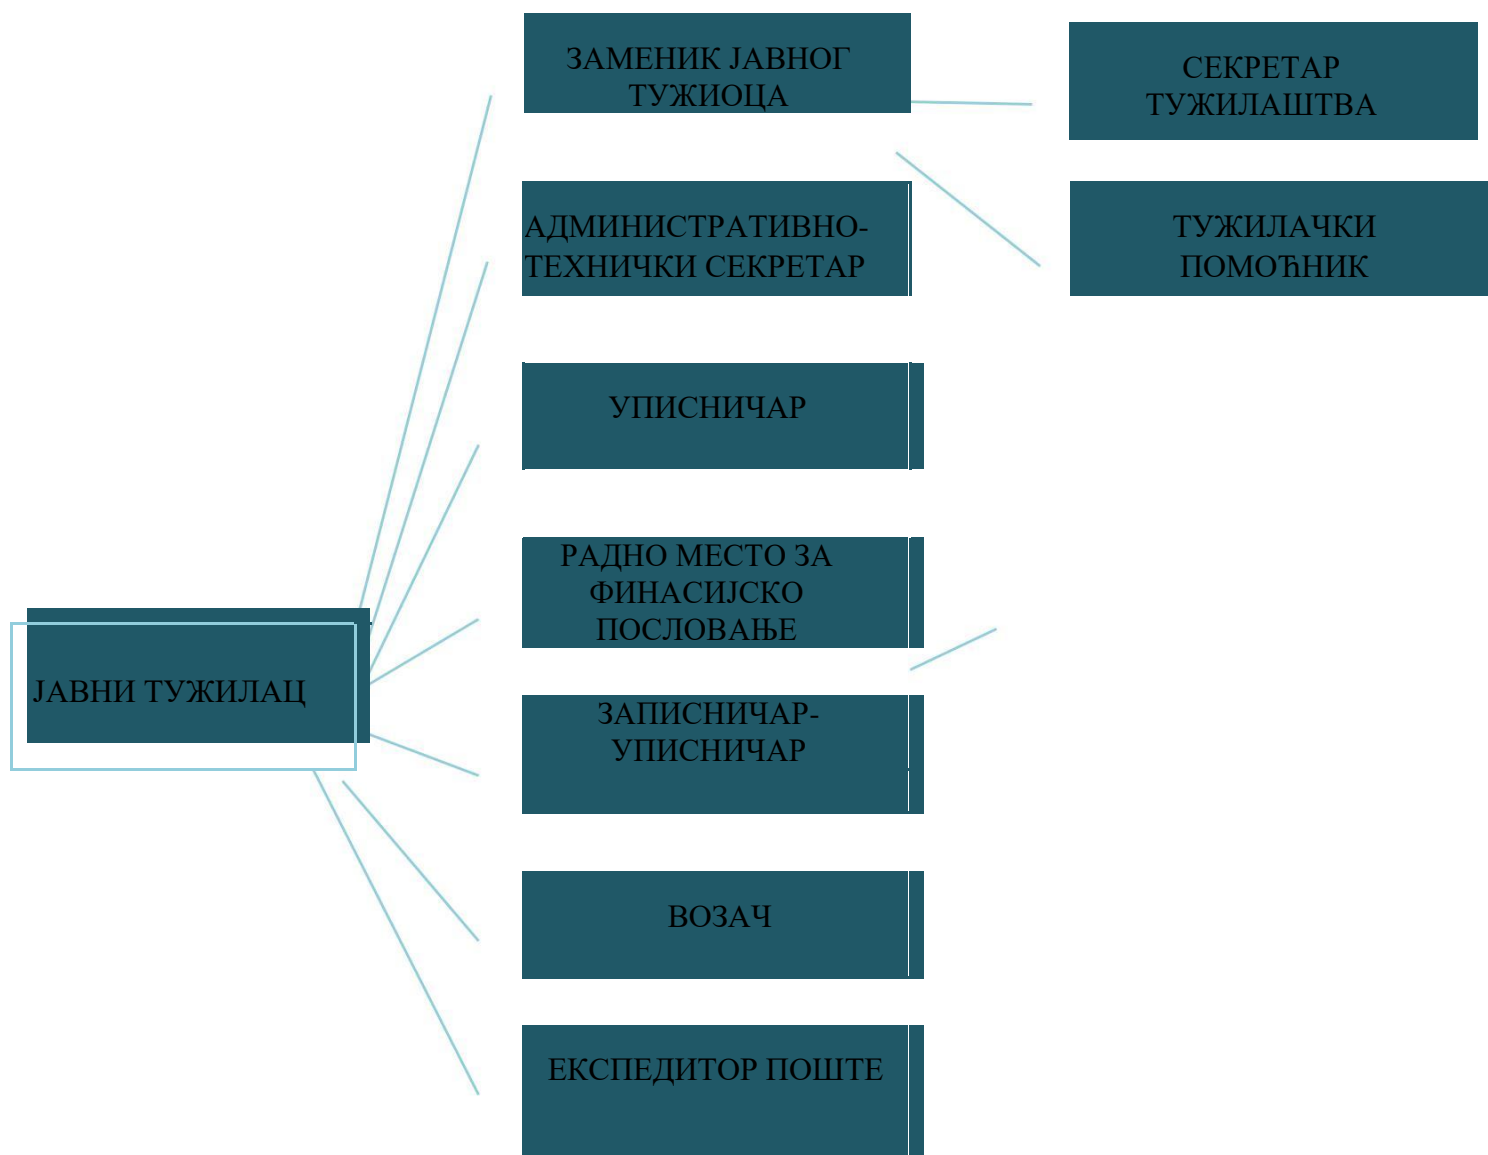 ЗАМЕНИК ЈАВНОГ
ТУЖИОЦА
СЕКРЕТАР
ТУЖИЛАШТВА
АДМИНИСТРАТИВНО-
ТЕХНИЧКИ СЕКРЕТАР
ТУЖИЛАЧКИ
ПОМОЋНИК
УПИСНИЧАР
РАДНО МЕСТО ЗА
ФИНАСИЈСКО
ПОСЛОВАЊЕ
ЈАВНИ ТУЖИЛАЦ
ЗАПИСНИЧАР-
УПИСНИЧАР
ВОЗАЧ
ЕКСПЕДИТОР ПОШТЕ